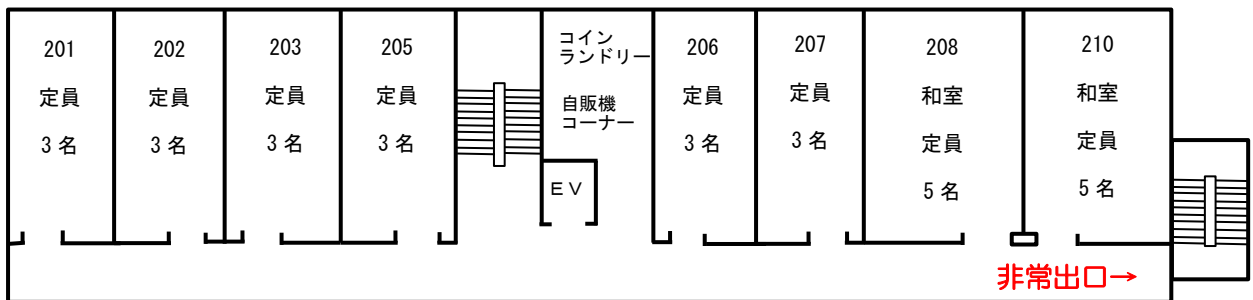 201
定員
3 名
202
定員
3 名
203
定員
3 名
205
定員
3 名
コイン
ランドリー
自販機
コーナー
ＥＶ
206
定員
3 名
207
定員
3 名
208
和室
定員
5 名
210
和室
定員
5 名
非常出口→